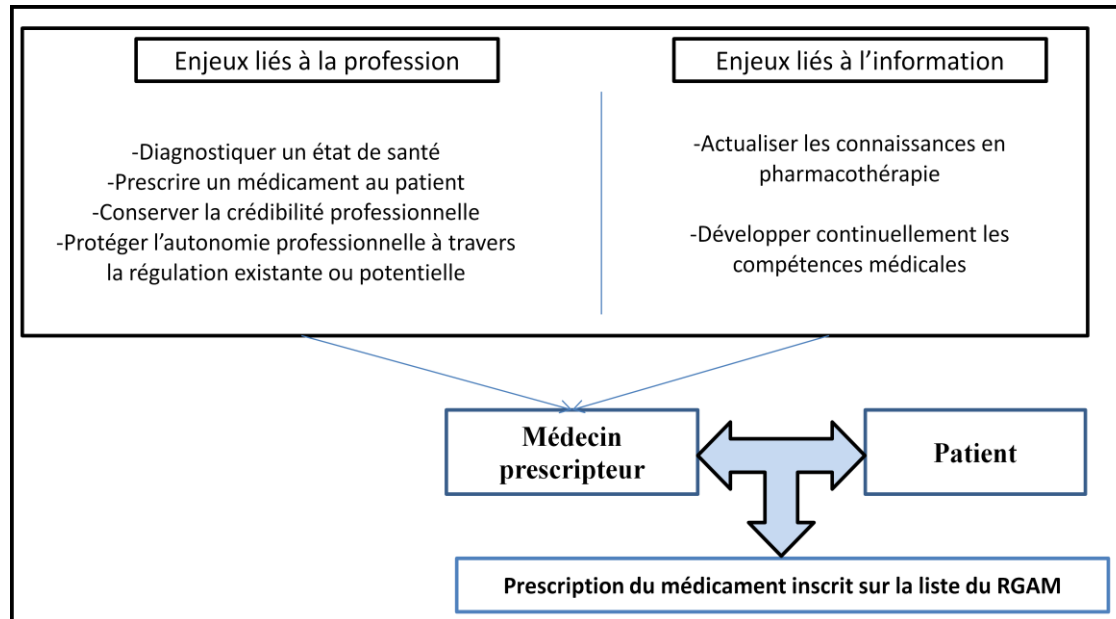 Enjeux liés à la profession
-Diagnostiquer un état de santé
-Prescrire un médicament au patient
-Conserver la crédibilité professionnelle
-Protéger l’autonomie professionnelle à travers
la régulation existante ou potentielle
Enjeux liés à l’information
-Actualiser les connaissances en
pharmacothérapie
-Développer continuellement les
compétences médicales
Médecin
prescripteur
Patient
Prescription du médicament inscrit sur la liste du RGAM